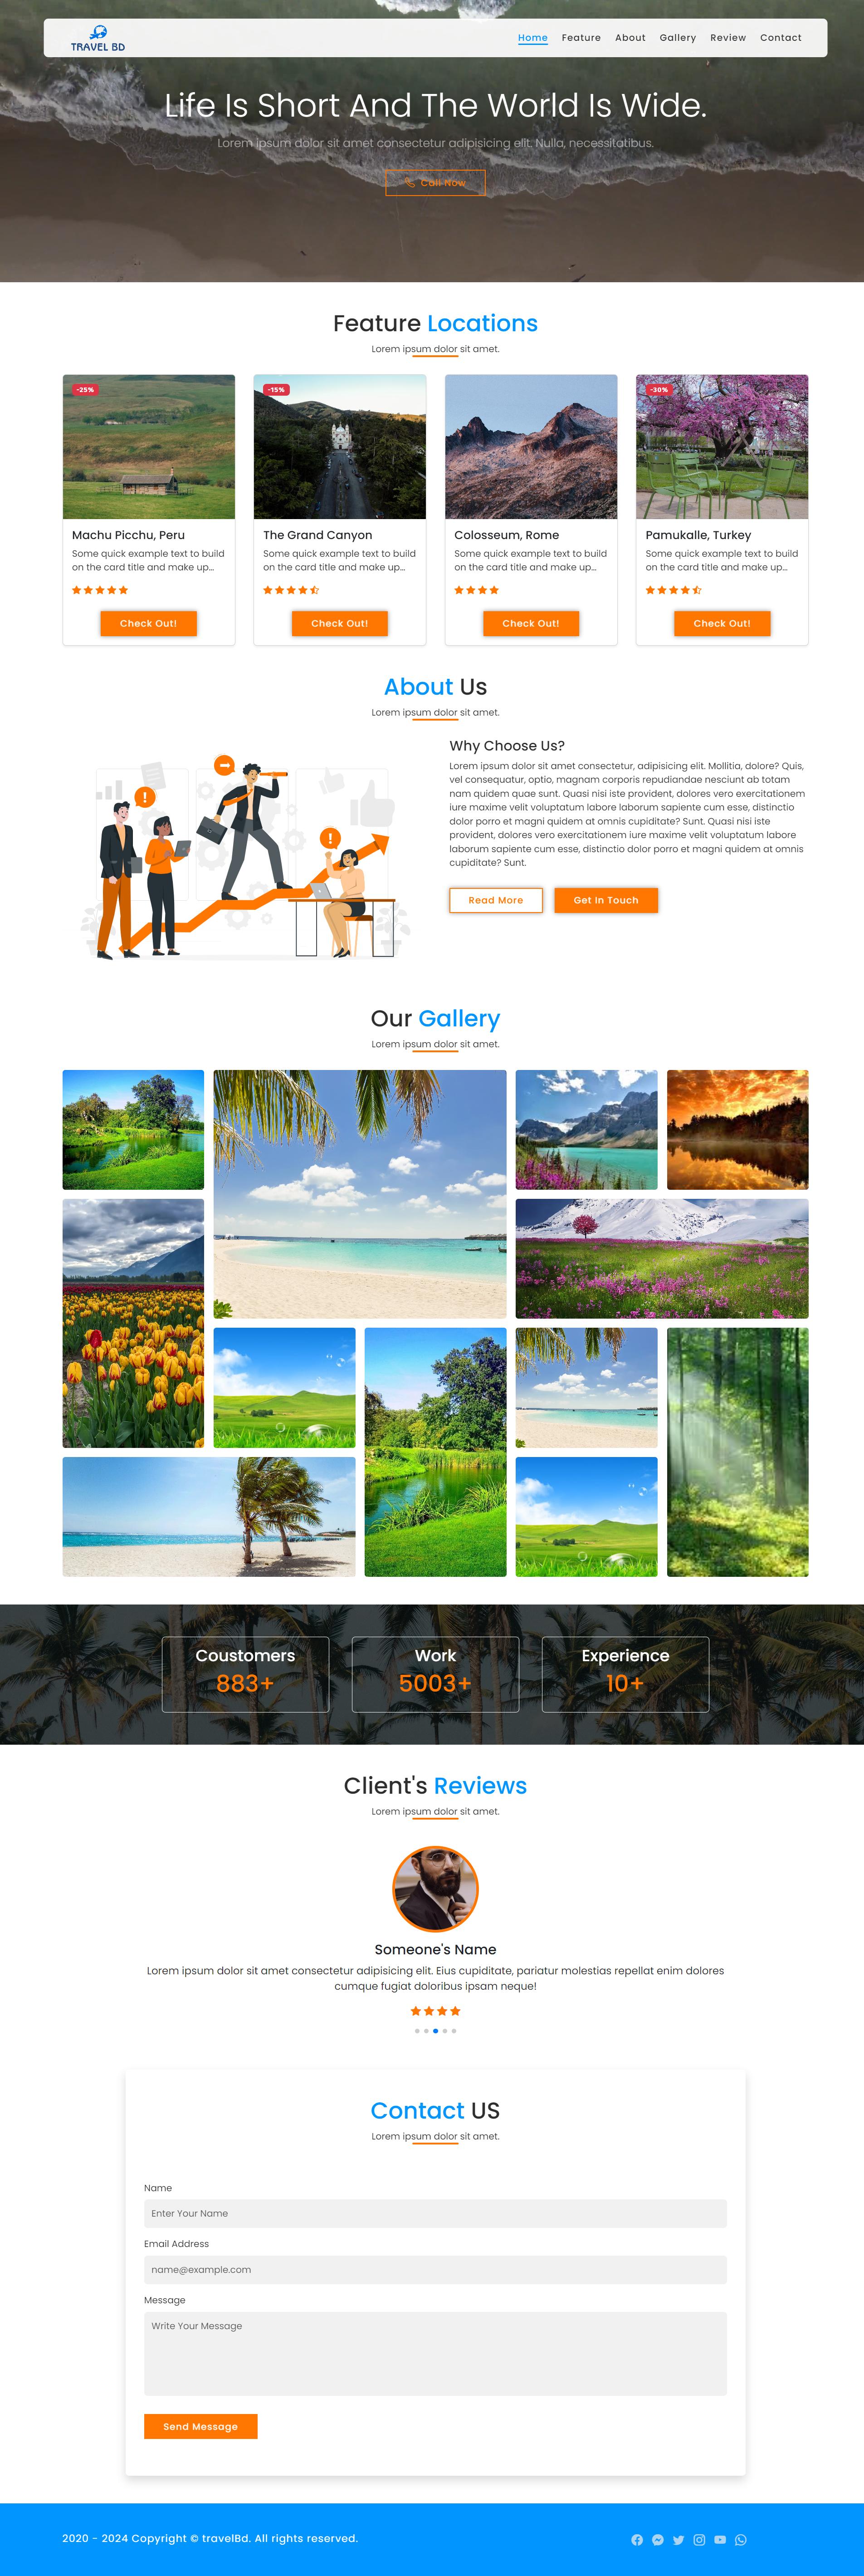 TRAVEL BD
Home Feature About Gallery Review Contact
Life Is Short And The World Is Wide.
Lorem ipsum dolor sit amet consectetur adipisicing elit. Nulla, necessitatibus.
Call Now
Feature Locations
Lorem ipsum dolor sit amet.
-25%
-15%
-30%
Machu Picchu, Peru
Some quick example text to build
on the card title and make up...
Check Out!
The Grand Canyon
Some quick example text to build
on the card title and make up...
Check Out!
Colosseum, Rome
Some quick example text to build
on the card title and make up...
Check Out!
Pamukalle, Turkey
Some quick example text to build
on the card title and make up...
Check Out!
About Us
Lorem ipsum dolor sit amet.
Why Choose Us?
Lorem ipsum dolor sit amet consectetur, adipisicing elit. Mollitia, dolore? Quis,
vel consequatur, optio, magnam corporis repudiandae nesciunt ab totam
nam quidem quae sunt. Quasi nisi iste provident, dolores vero exercitationem
iure maxime velit voluptatum labore laborum sapiente cum esse, distinctio
dolor porro et magni quidem at omnis cupiditate? Sunt. Quasi nisi iste
provident, dolores vero exercitationem iure maxime velit voluptatum labore
laborum sapiente cum esse, distinctio dolor porro et magni quidem at omnis
cupiditate? Sunt.
Read More Get In Touch
Our Gallery
Lorem ipsum dolor sit amet.
Coustomers
883+
Work
5003+
Experience
10+
Client's Reviews
Lorem ipsum dolor sit amet.
Someone's Name
Lorem ipsum dolor sit amet consectetur adipisicing elit. Eius cupiditate, pariatur molestias repellat enim dolores
cumque fugiat doloribus ipsam neque!
Contact US
Lorem ipsum dolor sit amet.
Name
Enter Your Name
Email Address
name@example.com
Message
Write Your Message
Send Message
2020 - 2024 Copyright © travelBd. All rights reserved.